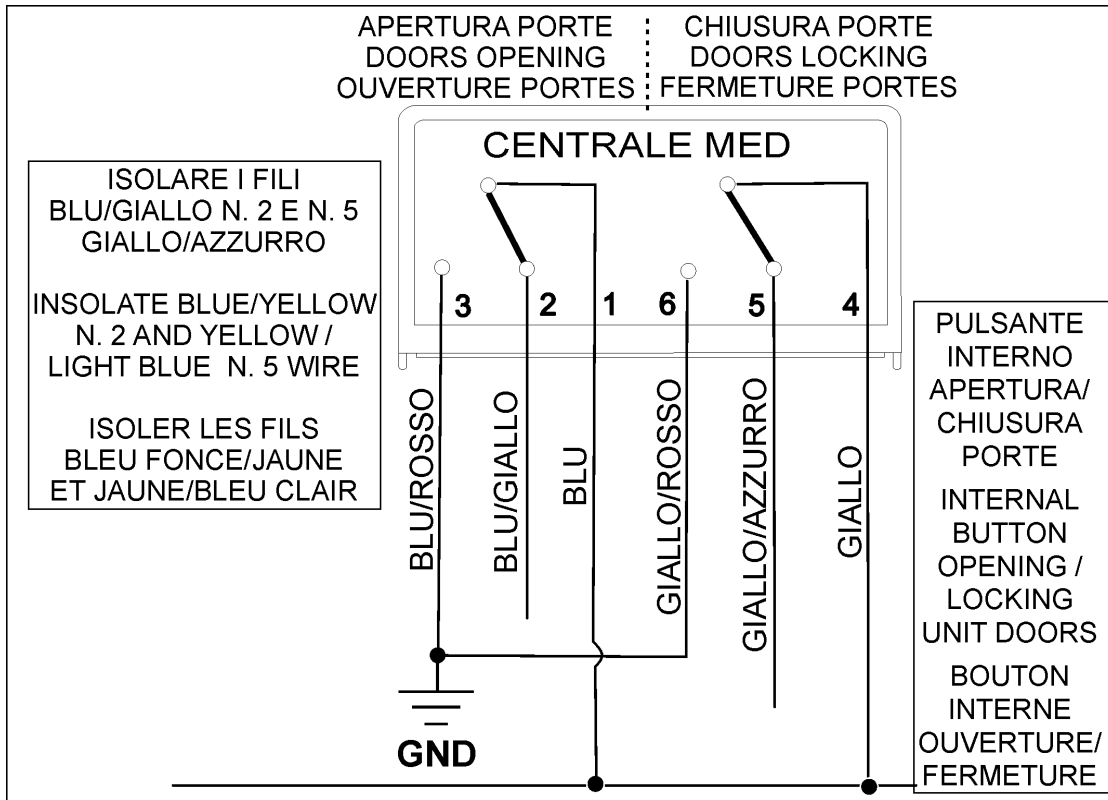 APERTURA PORTE
DOORS OPENING
OUVERTURE PORTES
CHIUSURA PORTE
DOORS LOCKING
FERMETURE PORTES
CENTRALE MED
ISOLARE I FILI
BLU/GIALLO N. 2 E N. 5
GIALLO/AZZURRO
INSOLATE BLUE/YELLOW
N. 2 AND YELLOW /
LIGHT BLUE N. 5 WIRE
ISOLER LES FILS
BLEU FONCE/JAUNE
ET JAUNE/BLEU CLAIR
3 2 1 6 5 4
BLU/ROSSO
BLU/GIALLO
BLU
GIALLO/ROSSO
GIALLO/AZZURRO
GIALLO
GND
PULSANTE
INTERNO
APERTURA/
CHIUSURA
PORTE
INTERNAL
BUTTON
OPENING /
LOCKING
UNIT DOORS
BOUTON
INTERNE
OUVERTURE/
FERMETURE